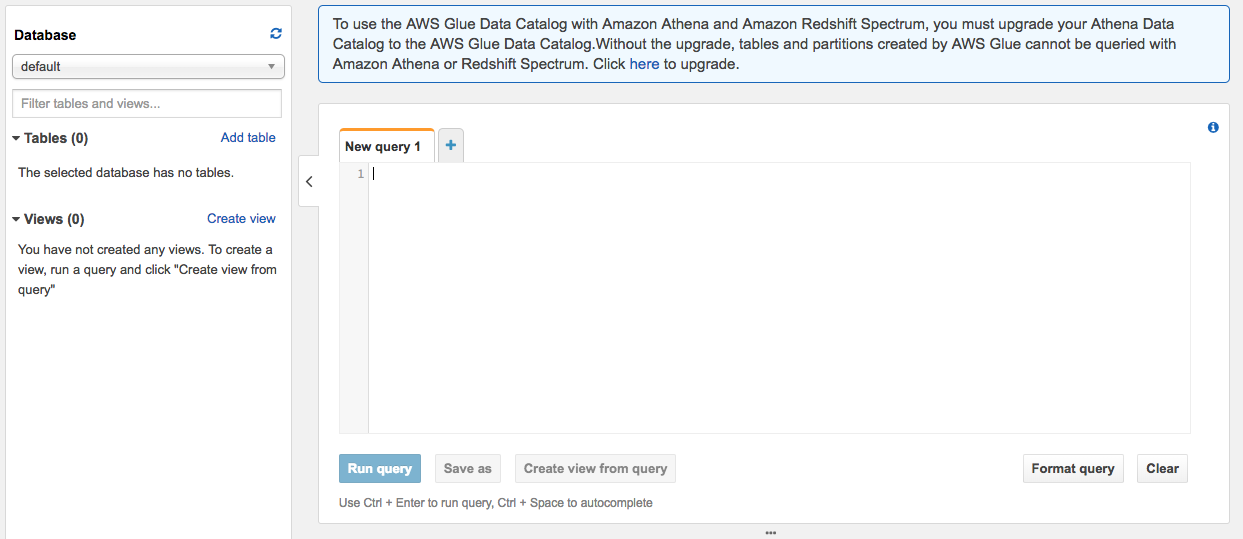 Database
default
Filter tables and views...
Tables (0) Add table
The selected database has no tables.
Views (0) Create view
You have not created any views. To create a
view, run a query and click "Create view from
query"
To use the AWS Glue Data Catalog with Amazon Athena and Amazon Redshift Spectrum, you must upgrade your Athena Data
Catalog to the AWS Glue Data Catalog.Without the upgrade, tables and partitions created by AWS Glue cannot be queried with
Amazon Athena or Redshift Spectrum. Click here to upgrade.
New query 1 +
1
Run query Save as Create view from query Format query Clear
Use Ctrl + Enter to run query, Ctrl + Space to autocomplete